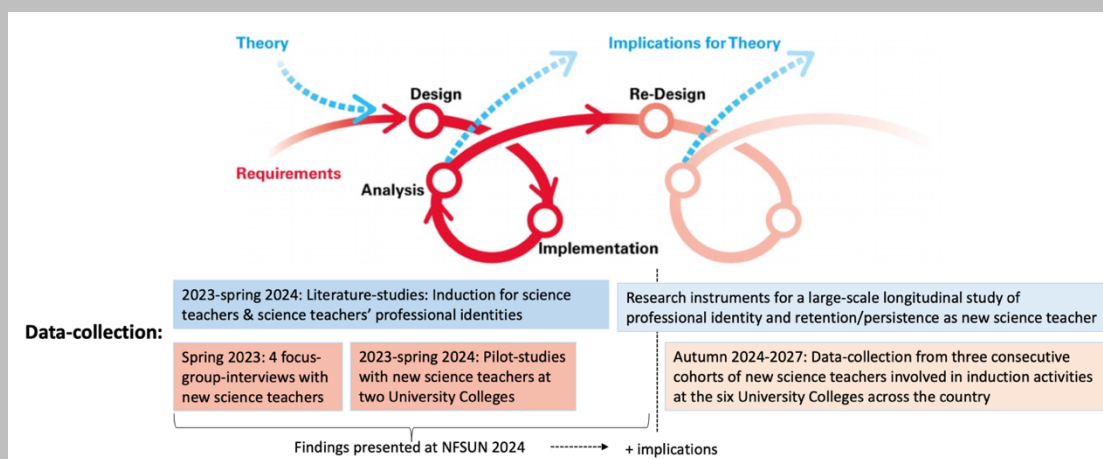 Theory
Implications for Theory
Design
Re-Design
Requirements
Analysis
Implementation
Data-collection:
2023-spring 2024: Literature-studies: Induction for science
teachers & science teachers’ professional identities
Research instruments for a large-scale longitudinal study of
professional identity and retention/persistence as new science teacher
Spring 2023: 4 focus-
group-interviews with
new science teachers
2023-spring 2024: Pilot-studies
with new science teachers at
two University Colleges
Autumn 2024-2027: Data-collection from three consecutive
cohorts of new science teachers involved in induction activities
at the six University Colleges across the country
Findings presented at NFSUN 2024
+ implications